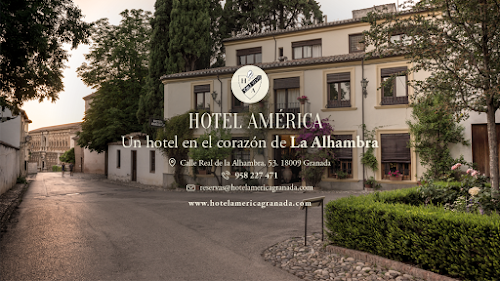 HOTEL AMÉRICA
Un hotel en el corazón de La Alhambra
Calle Real de la Alhambra, 53. 18009 Granada
958 227 471
reservas@hotelamericagranada.com
www.hotelamericagranada.com